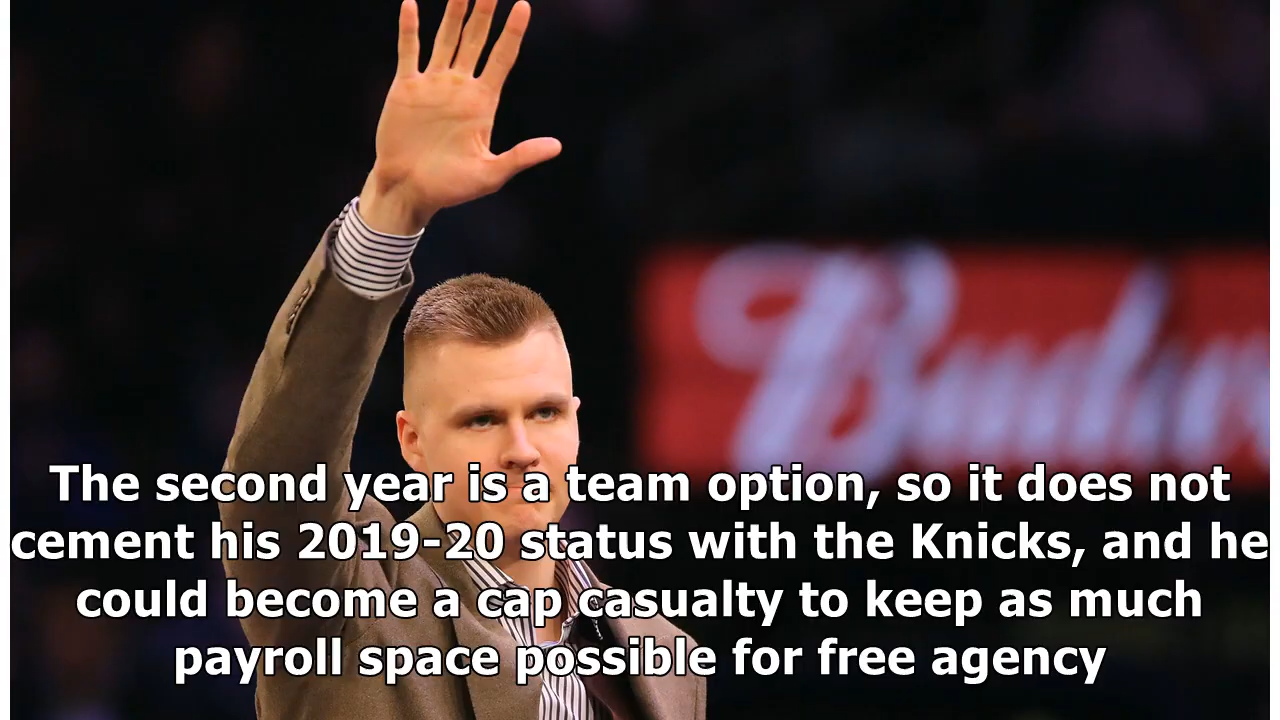 Budw
The second year is a team option, so it does not
cement his 2019-20 status with the Knicks, and he
could become a cap casualty to keep as much
payroll space possible for free agency